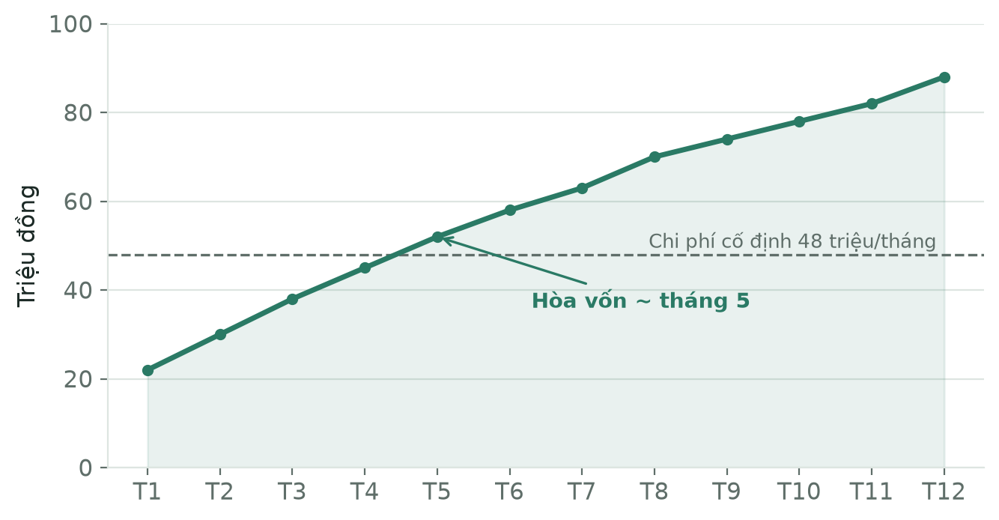 Triệu đồng
100
80
60
40
20
0
Chi phí cố định 48 triệu/tháng
Hòa vốn ~ tháng 5
T1 T2 T3 T4 T5 T6 T7 T8 T9 T10 T11 T12